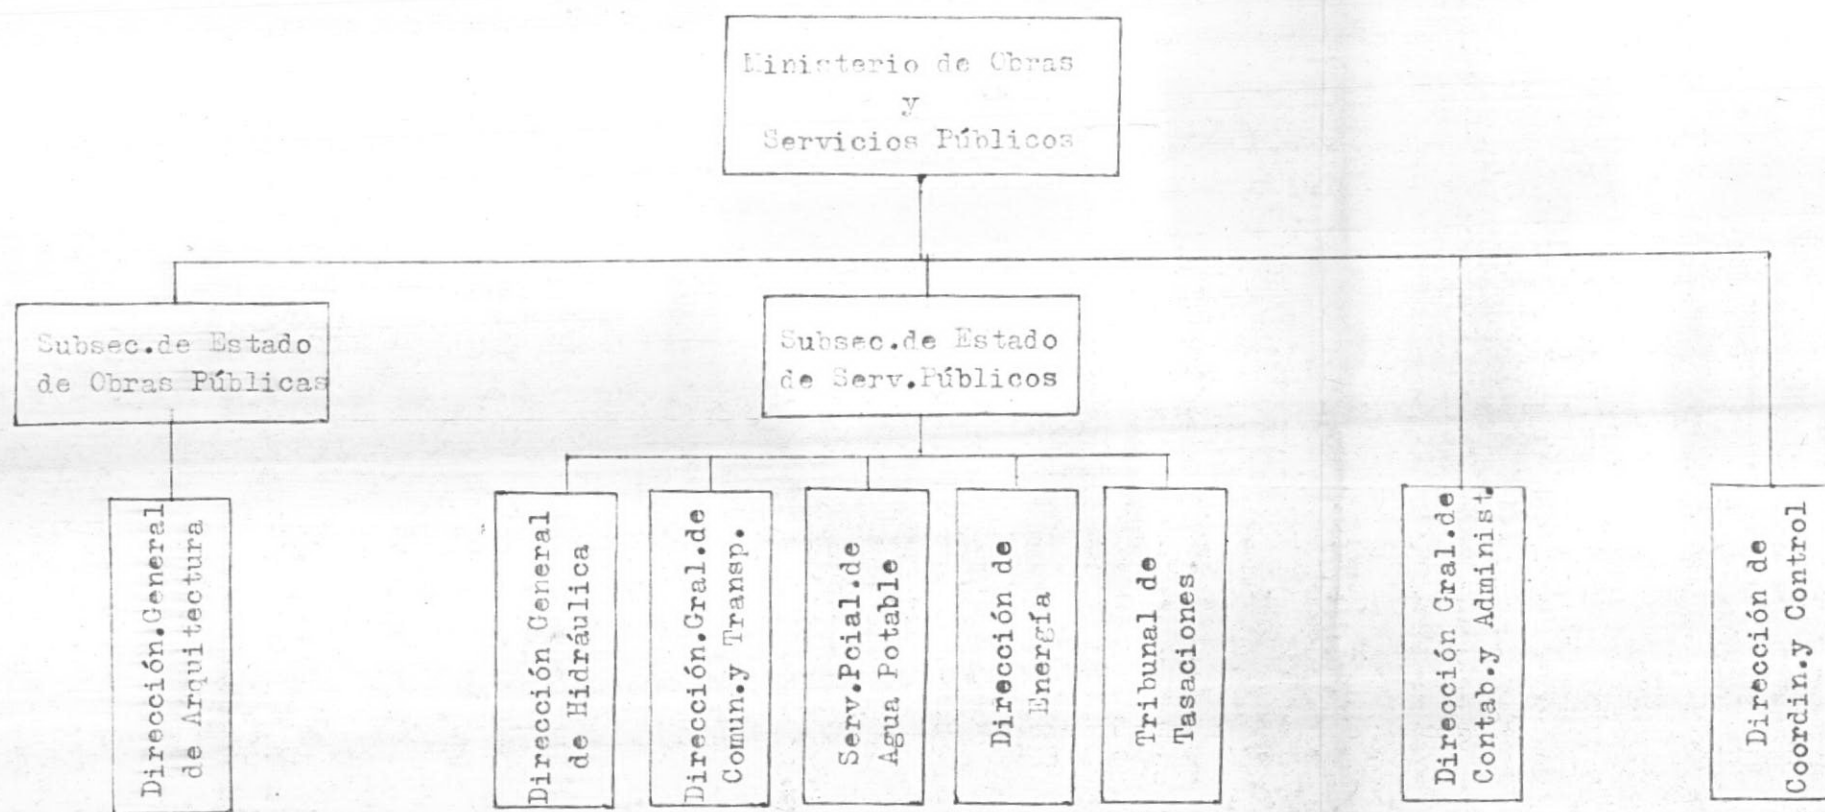 Ministerio de Obras
y
Servicios Públicos
Subsec.de Estado
de Obras Públicas
Subsec.de Estado
de Serv.Públicos
Dirección.General
de Arquitectura
Dirección General
de Hidráulica
Dirección.Gral.de
Comun.y Transp.
Serv.Pcial.de
Agua Potable
Dirección de
Energía
Tribunal de
Tasaciones
Dirección Gral.de
Contab.y Administ.
Dirección de
Coordin.y Control